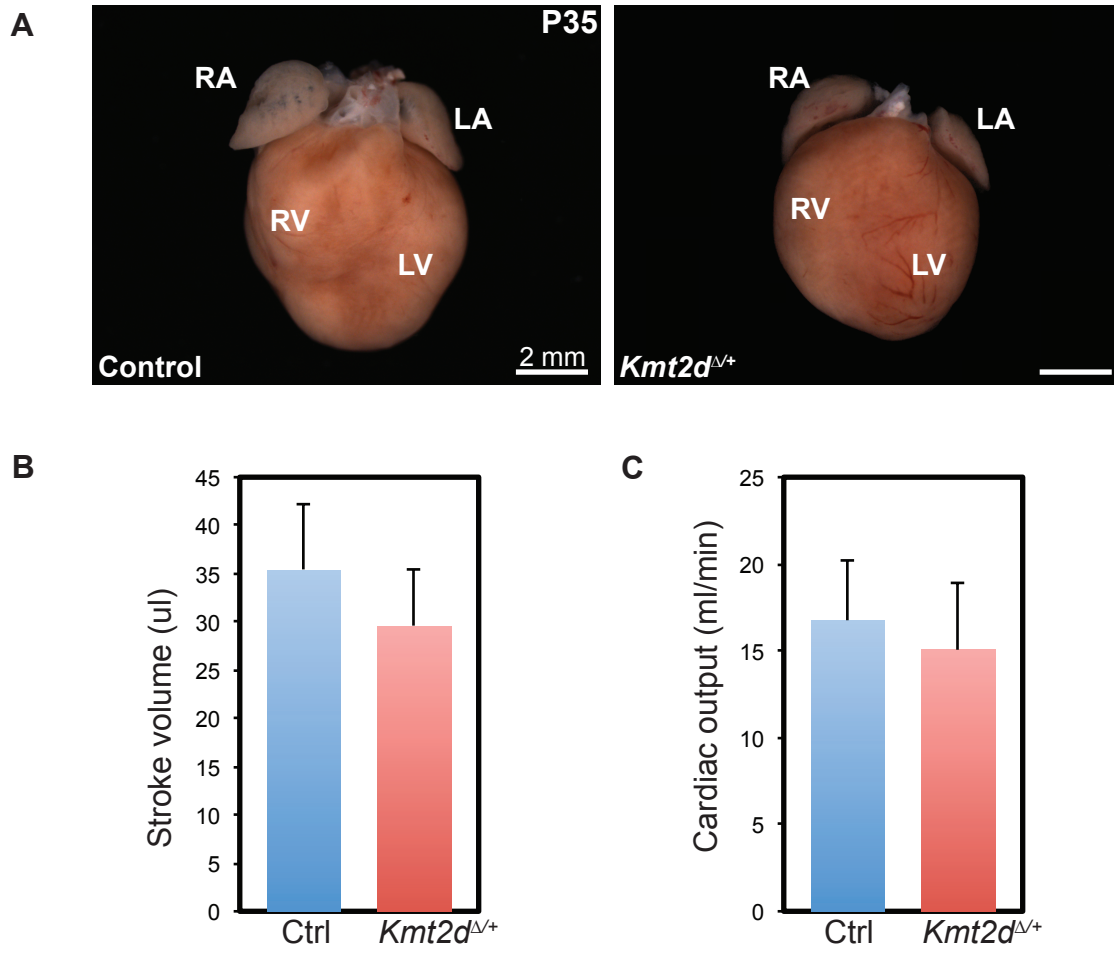 A
P35
RA
LA
RV
LV
Control
2 mm
RA
LA
RV
LV
Kmt2d^Δ/+
B
45
40
35
30
25
20
15
10
5
0
Stroke volume (ul)
Ctrl
Kmt2d^Δ/+
C
25
20
15
10
5
0
Cardiac output (ml/min)
Ctrl
Kmt2d^Δ/+